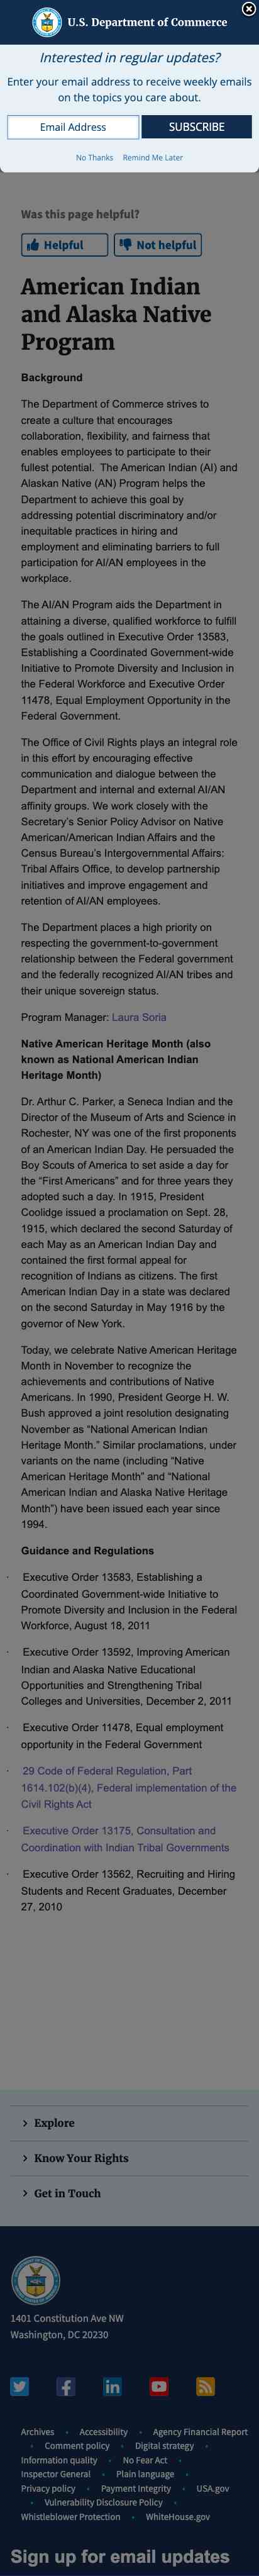 U.S. Department of Commerce
Interested in regular updates?
Enter your email address to receive weekly emails
on the topics you care about.
Email Address
SUBSCRIBE
No Thanks Remind Me Later
Was this page helpful?
Helpful
Not helpful
American Indian
and Alaska Native
Program
Background
The Department of Commerce strives to
create a culture that encourages
collaboration, flexibility, and fairness that
enables employees to participate to their
fullest potential. The American Indian (AI) and
Alaskan Native (AN) Program helps the
Department to achieve this goal by
addressing potential discriminatory and/or
inequitable practices in hiring and
employment and eliminating barriers to full
participation for AI/AN employees in the
workplace.
The AI/AN Program aids the Department in
attaining a diverse, qualified workforce to fulfill
the goals outlined in Executive Order 13583,
Establishing a Coordinated Government-wide
Initiative to Promote Diversity and Inclusion in
the Federal Workforce and Executive Order
11478, Equal Employment Opportunity in the
Federal Government.
The Office of Civil Rights plays an integral role
in this effort by encouraging effective
communication and dialogue between the
Department and internal and external AI/AN
affinity groups. We work closely with the
Secretary's Senior Policy Advisor on Native
American/American Indian Affairs and the
Census Bureau's Intergovernmental Affairs:
Tribal Affairs Office, to develop partnership
initiatives and improve engagement and
retention of AI/AN employees.
The Department places a high priority on
respecting the government-to-government
relationship between the Federal government
and the federally recognized AI/AN tribes and
their unique sovereign status.
Program Manager: Laura Soria
Native American Heritage Month (also
known as National American Indian
Heritage Month)
Dr. Arthur C. Parker, a Seneca Indian and the
Director of the Museum of Arts and Science in
Rochester, NY was one of the first proponents
of an American Indian Day. He persuaded the
Boy Scouts of America to set aside a day for
the “First Americans” and for three years they
adopted such a day. In 1915, President
Coolidge issued a proclamation on Sept. 28,
1915, which declared the second Saturday of
each May as an American Indian Day and
contained the first formal appeal for
recognition of Indians as citizens. The first
American Indian Day in a state was declared
on the second Saturday in May 1916 by the
governor of New York.
Today, we celebrate Native American Heritage
Month in November to recognize the
achievements and contributions of Native
Americans. In 1990, President George H. W.
Bush approved a joint resolution designating
November as “National American Indian
Heritage Month.” Similar proclamations, under
variants on the name (including “Native
American Heritage Month” and “National
American Indian and Alaska Native Heritage
Month”) have been issued each year since
1994.
Guidance and Regulations
· Executive Order 13583, Establishing a
Coordinated Government-wide Initiative to
Promote Diversity and Inclusion in the Federal
Workforce, August 18, 2011
· Executive Order 13592, Improving American
Indian and Alaska Native Educational
Opportunities and Strengthening Tribal
Colleges and Universities, December 2, 2011
· Executive Order 11478, Equal employment
opportunity in the Federal Government
· 29 Code of Federal Regulation, Part
1614.102(b)(4), Federal implementation of the
Civil Rights Act
· Executive Order 13175, Consultation and
Coordination with Indian Tribal Governments
· Executive Order 13562, Recruiting and Hiring
Students and Recent Graduates, December
27, 2010
Explore
Know Your Rights
Get in Touch
1401 Constitution Ave NW
Washington, DC 20230
Archives • Accessibility • Agency Financial Report
• Comment policy • Digital strategy •
Information quality • No Fear Act •
Inspector General • Plain language •
Privacy policy • Payment Integrity • USA.gov
• Vulnerability Disclosure Policy •
Whistleblower Protection • WhiteHouse.gov
Sign up for email updates